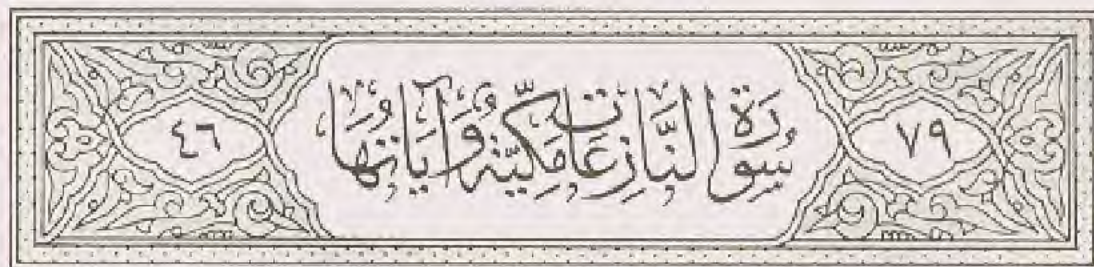 ٧٩ سُورَةُ النَّازِعَاتِ مَكِّيَّةٌ وَآيَاتُهَا ٤٦